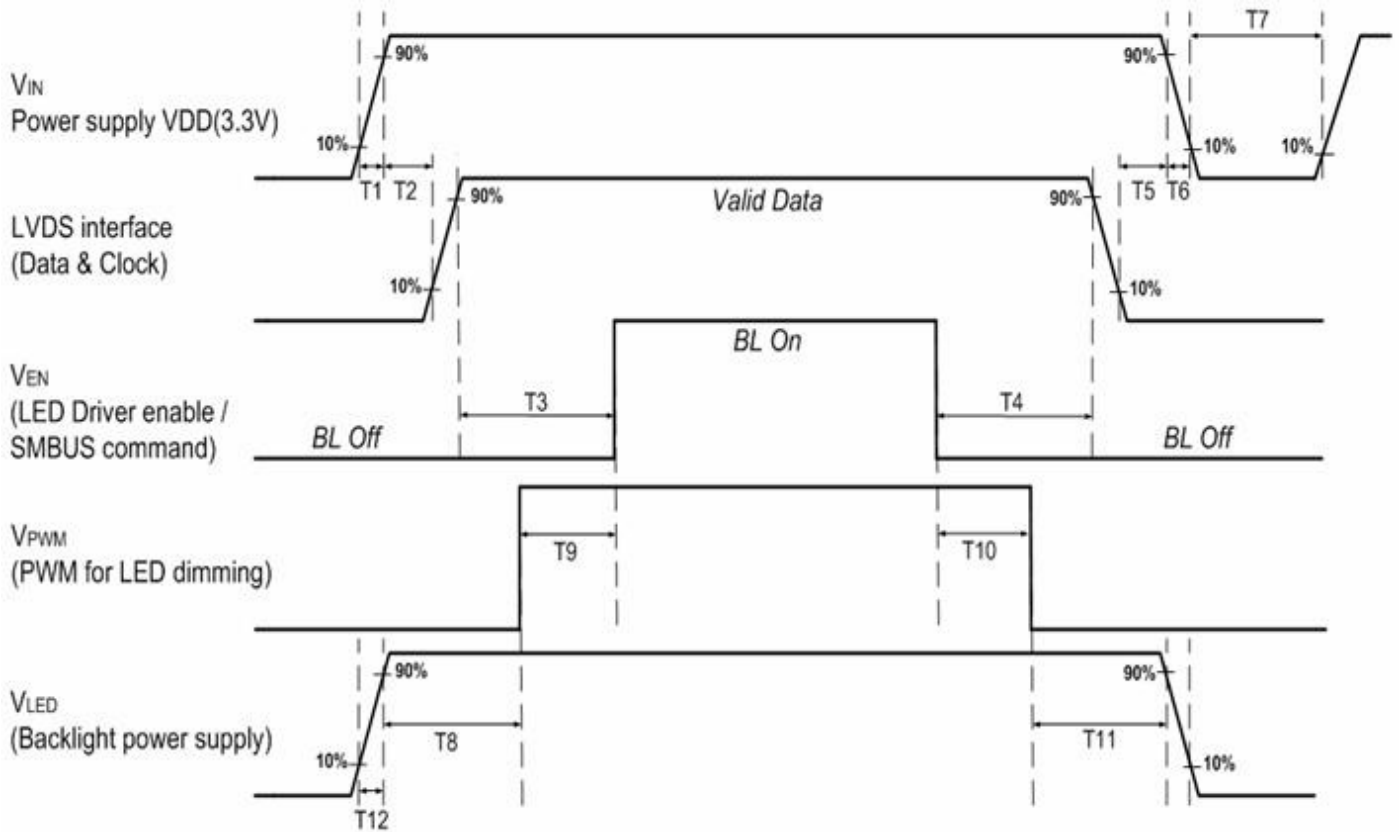 T7
90%
90%
VIN
Power supply VDD(3.3V)
10%
10%
10%
T1
T2
T5
T6
90%
Valid Data
90%
LVDS interface
(Data & Clock)
10%
10%
BL On
VEN
(LED Driver enable /
SMBUS command)
T3
T4
BL Off
BL Off
VPWM
(PWM for LED dimming)
T9
T10
90%
90%
VLED
(Backlight power supply)
T8
T11
10%
10%
T12